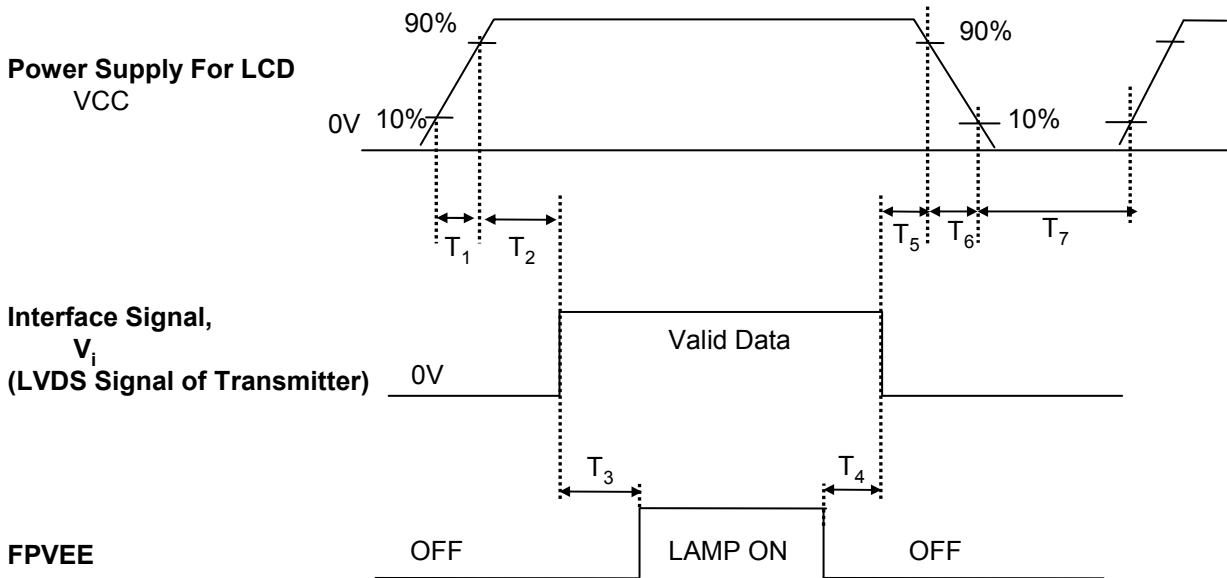 90%
90%
Power Supply For LCD
VCC
0V
10%
10%
T1
T2
T5
T6
T7
Interface Signal,
Vi
(LVDS Signal of Transmitter)
Valid Data
0V
T3
T4
FPVEE
OFF
LAMP ON
OFF